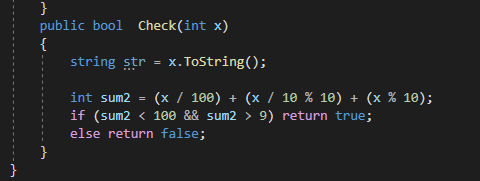 }
public bool  Check(int x)
{
string str = x.ToString();
int sum2 = (x / 100) + (x / 10 % 10) + (x % 10);
if (sum2 < 100 && sum2 > 9) return true;
else return false;
}
}